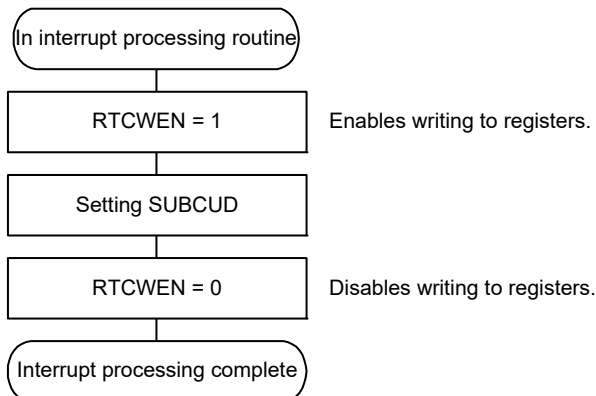 In interrupt processing routine
RTCWEN = 1 Enables writing to registers.
Setting SUBCUD
RTCWEN = 0 Disables writing to registers.
Interrupt processing complete